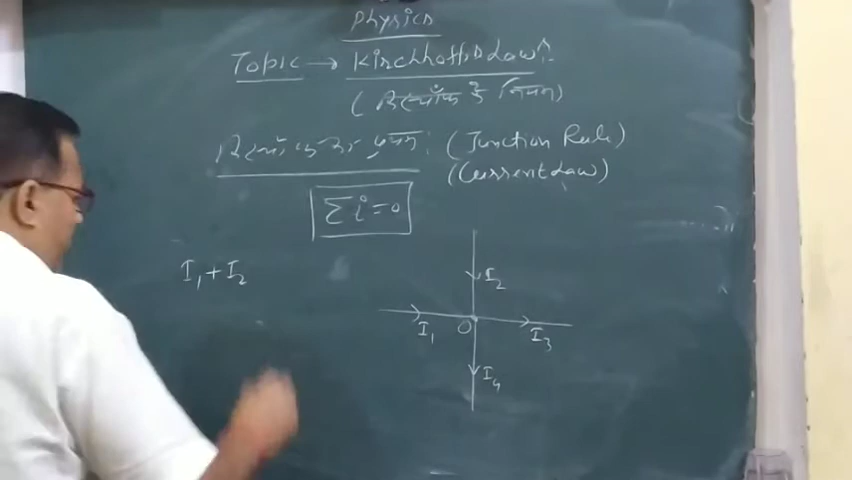 Physics
Topic → Kirchhoff's Law:
(किरचॉफ के नियम)
किरचॉफ का प्रथम : (Junction Rule)
(Current Law)
Σi=0
I₁+I₂
I₂
I₁ O I₃
I₄